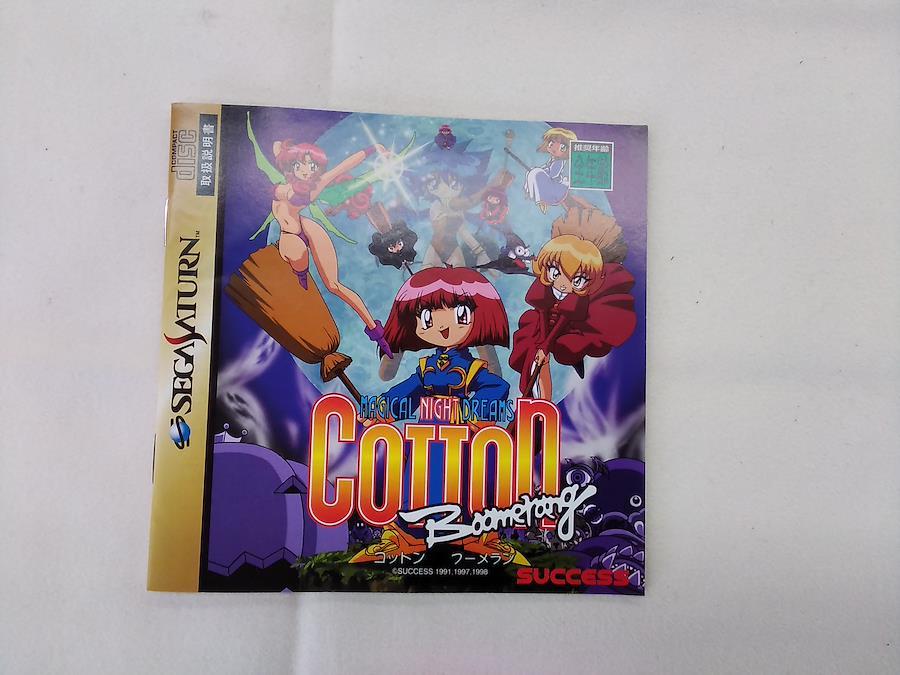 COMPACT
disc
取扱説明書
SEGA SATURN™
推奨年齢
MAGICAL NIGHT DREAMS
COTTON
Boomerang
コットン ブーメラン
©SUCCESS 1991,1997,1998
SUCCESS